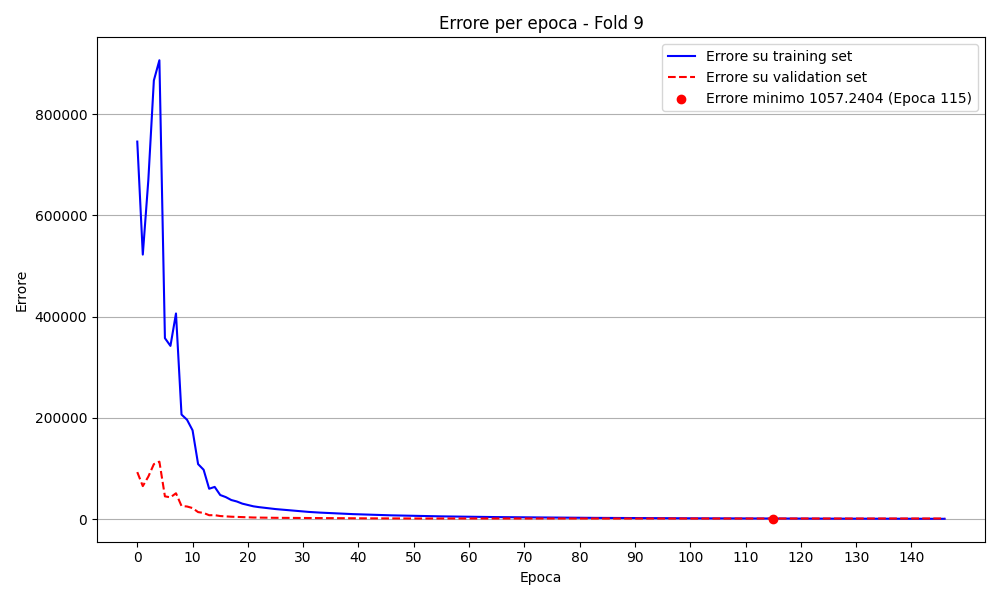 Errore per epoca - Fold 9
Errore su training set
Errore su validation set
Errore minimo 1057.2404 (Epoca 115)
Errore
800000
600000
400000
200000
0
0 10 20 30 40 50 60 70 80 90 100 110 120 130 140
Epoca